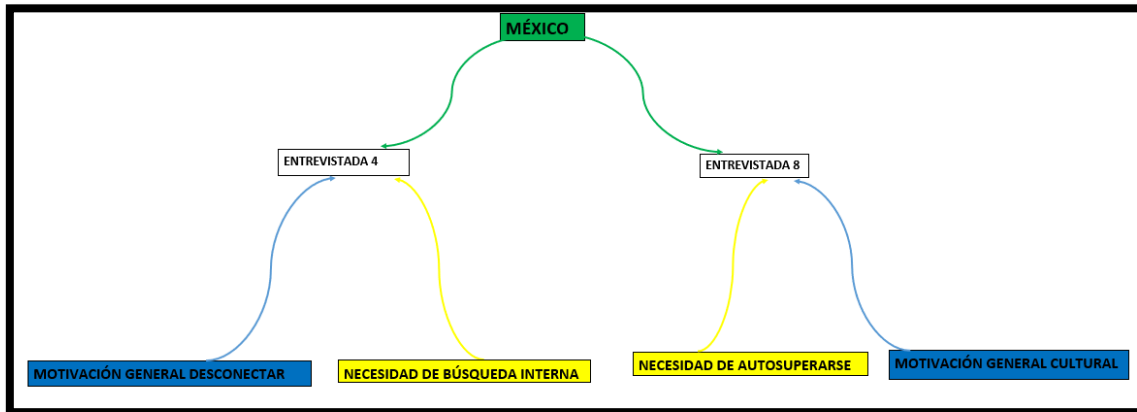 MÉXICO
ENTREVISTADA 4
ENTREVISTADA 8
MOTIVACIÓN GENERAL DESCONECTAR
NECESIDAD DE BÚSQUEDA INTERNA
NECESIDAD DE AUTOSUPERARSE
MOTIVACIÓN GENERAL CULTURAL